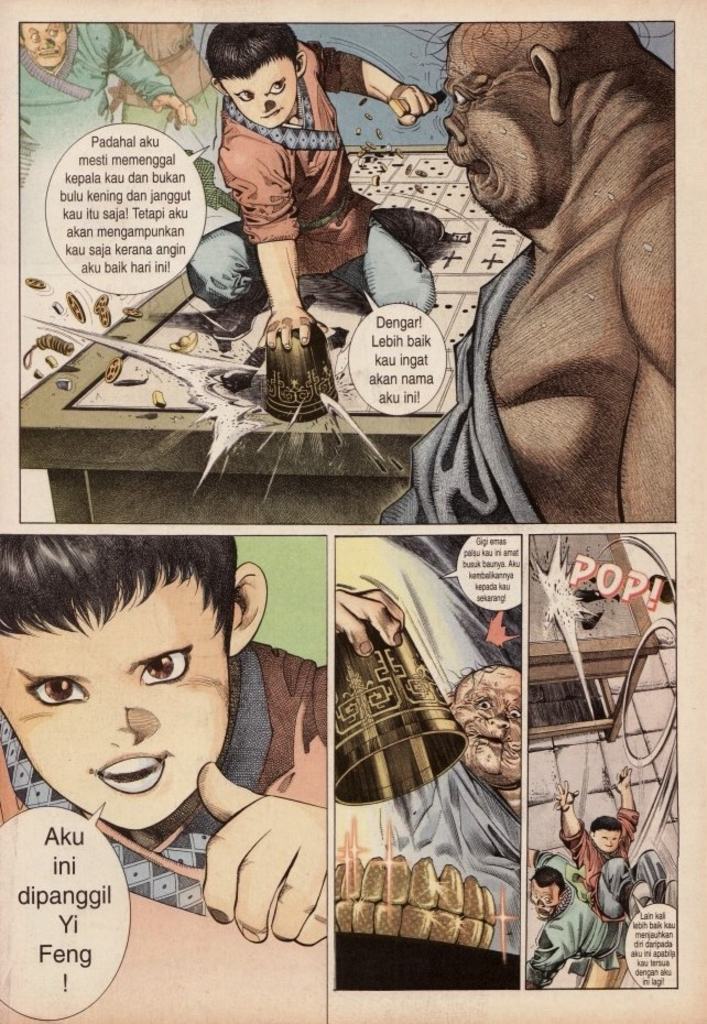 Padahal aku
mesti memenggal
kepala kau dan bukan
bulu kening dan janggut
kau itu saja! Tetapi aku
akan mengampunkan
kau saja kerana angin
aku baik hari ini!
Dengar!
Lebih baik
kau ingat
akan nama
aku ini!
Aku
ini
dipanggil
Yi
Feng
!
Gigi emas
palsu kau ini amat
busuk baunya. Aku
kembalikannya
kepada kau
sekarang!
POP!
Lain kali
lebih baik kau
menjauhkan
diri daripada
aku ini apabila
kau tersua
dengan aku
ini lagi!